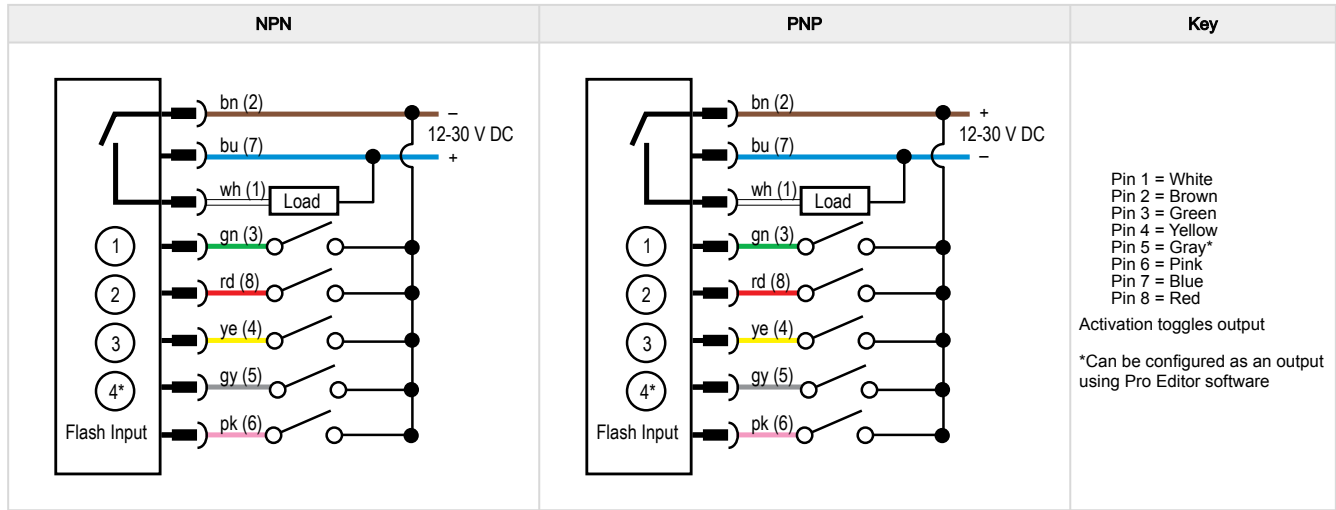 NPN
PNP
Key
bn (2)
–
12-30 V DC
bu (7)
+
wh (1)
Load
1
gn (3)
2
rd (8)
3
ye (4)
4*
gy (5)
Flash Input
pk (6)
bn (2)
+
12-30 V DC
bu (7)
–
wh (1)
Load
1
gn (3)
2
rd (8)
3
ye (4)
4*
gy (5)
Flash Input
pk (6)
Pin 1 = White
Pin 2 = Brown
Pin 3 = Green
Pin 4 = Yellow
Pin 5 = Gray*
Pin 6 = Pink
Pin 7 = Blue
Pin 8 = Red
Activation toggles output
*Can be configured as an output
using Pro Editor software